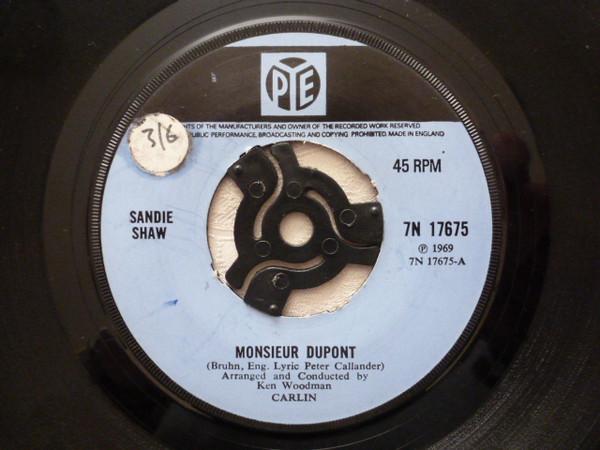 PYE
NTS OF THE MANUFACTURERS AND OWNER OF THE RECORDED WORK RESERVED
UBLIC PERFORMANCE, BROADCASTING AND COPYING PROHIBITED. MADE IN ENGLAND
3/6
45 RPM
SANDIE
SHAW
7N 17675
Ⓟ 1969
7N 17675-A
MONSIEUR DUPONT
(Bruhn, Eng. Lyric Peter Callander)
Arranged and Conducted by
Ken Woodman
CARLIN